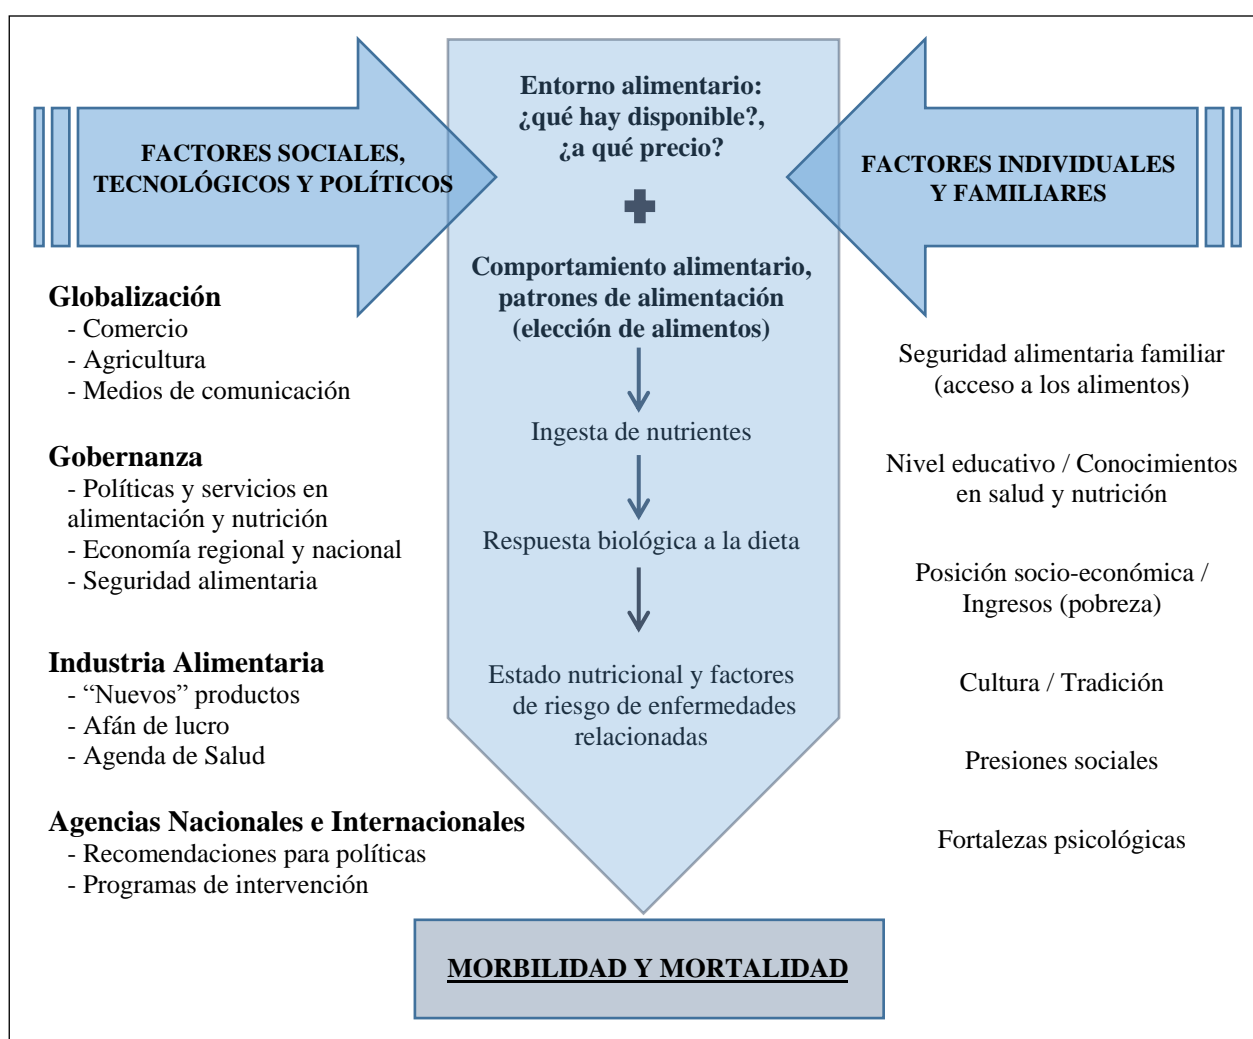 FACTORES SOCIALES,
TECNOLÓGICOS Y POLÍTICOS
Globalización
- Comercio
- Agricultura
- Medios de comunicación
Gobernanza
- Políticas y servicios en
alimentación y nutrición
- Economía regional y nacional
- Seguridad alimentaria
Industria Alimentaria
- “Nuevos” productos
- Afán de lucro
- Agenda de Salud
Agencias Nacionales e Internacionales
- Recomendaciones para políticas
- Programas de intervención
Entorno alimentario:
¿qué hay disponible?,
¿a qué precio?
Comportamiento alimentario,
patrones de alimentación
(elección de alimentos)
Ingesta de nutrientes
Respuesta biológica a la dieta
Estado nutricional y factores
de riesgo de enfermedades
relacionadas
FACTORES INDIVIDUALES
Y FAMILIARES
Seguridad alimentaria familiar
(acceso a los alimentos)
Nivel educativo / Conocimientos
en salud y nutrición
Posición socio-económica /
Ingresos (pobreza)
Cultura / Tradición
Presiones sociales
Fortalezas psicológicas
MORBILIDAD Y MORTALIDAD